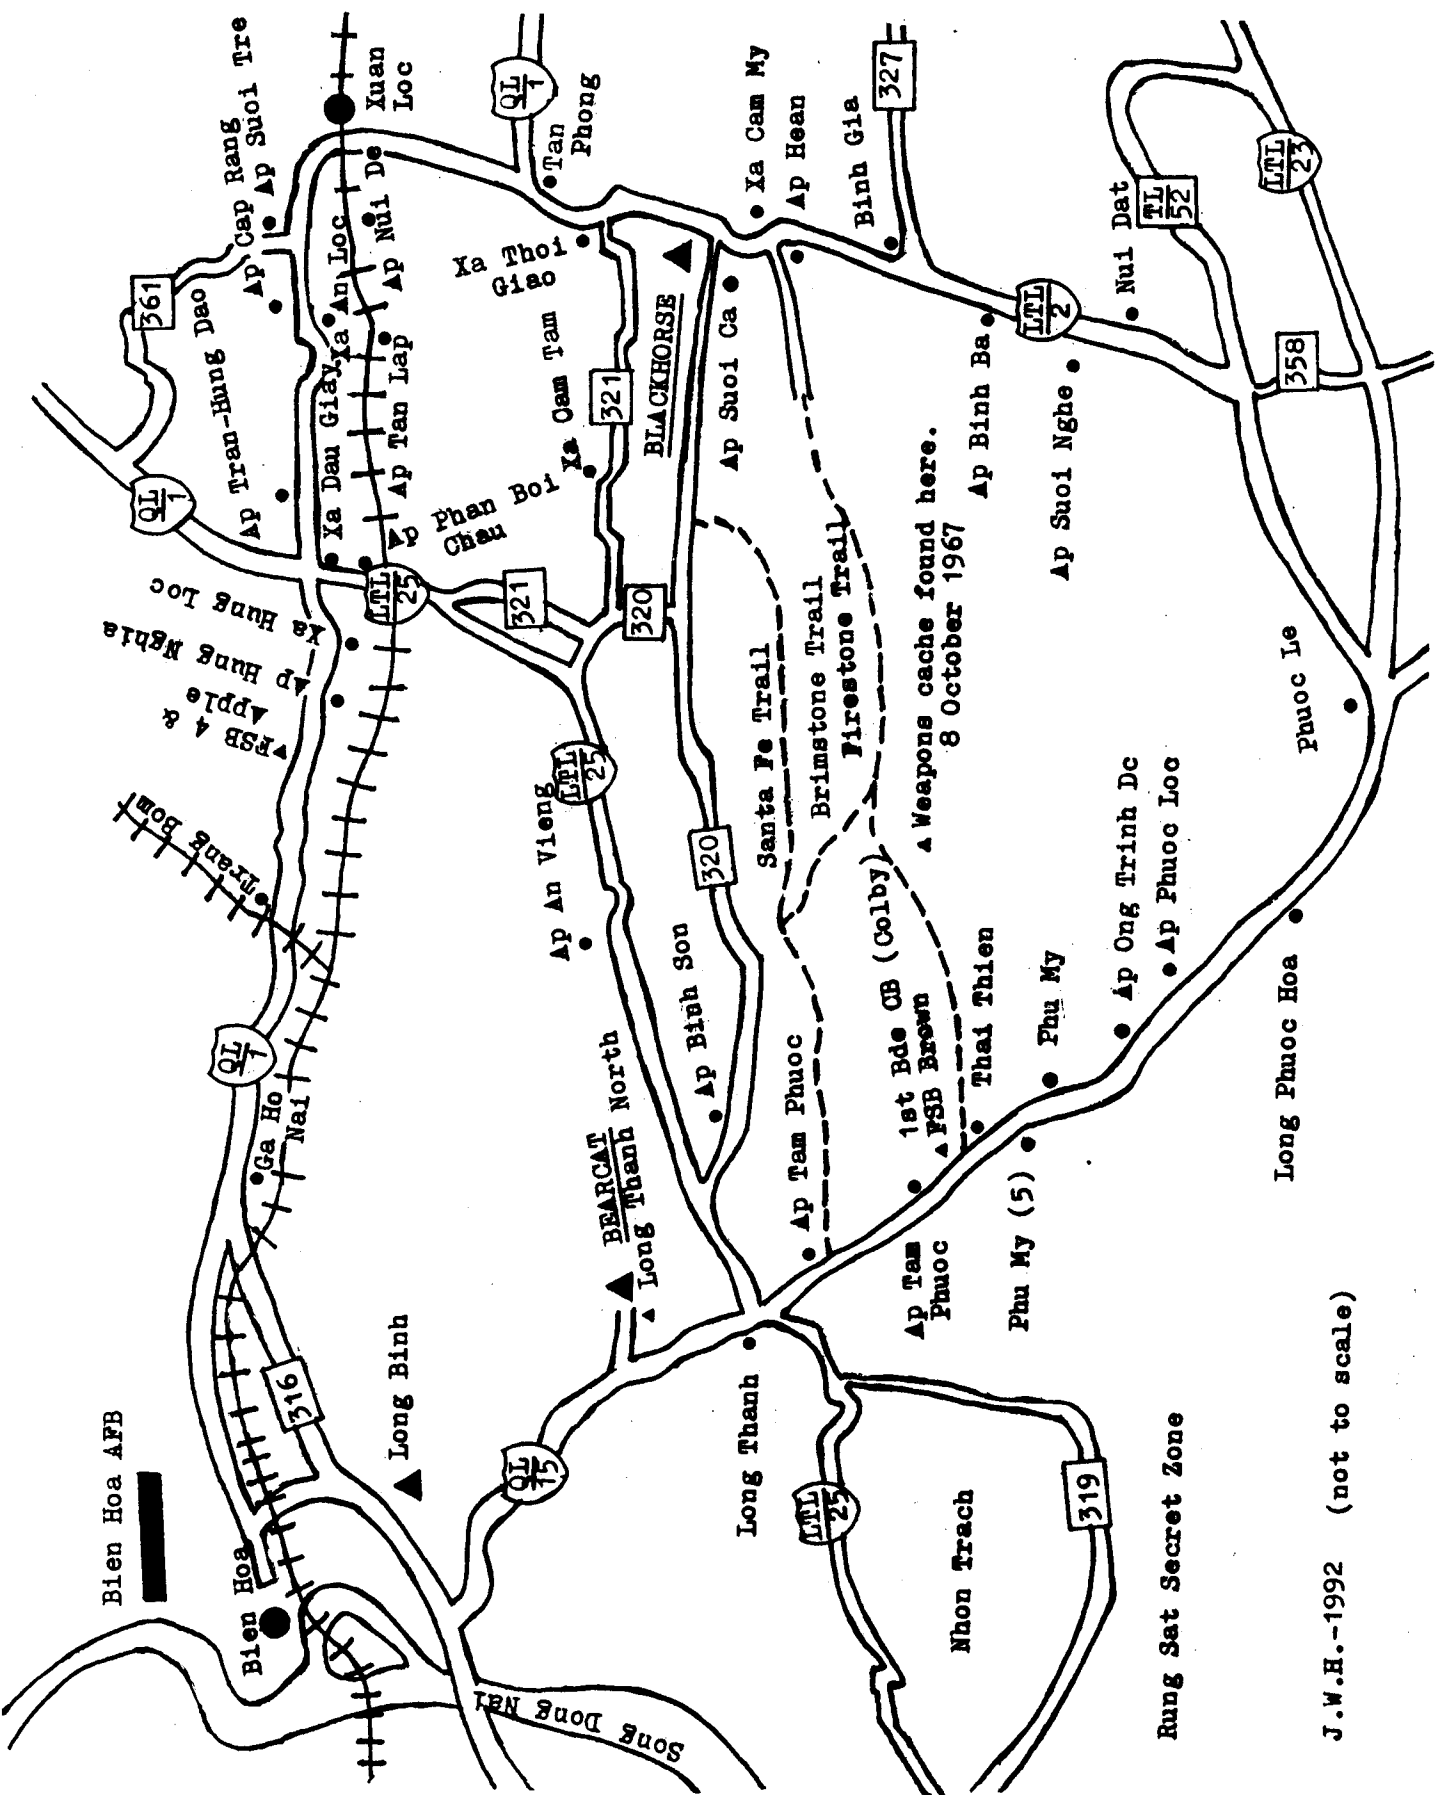 Bien Hoa AFB
Bien Hoa
Song Dong Nai
316
Long Binh
QL
15
QL
1
Ga Ho
Nai
Trang Bom
FSB 4 &
Apple
Ap Hung Nghia
Xa Hung Loc
QL
1
361
Ap Tran-Hung Dao
Ap Cap Rang
Ap Suoi Tre
Xuan
Loc
Xa Dau Giay
Xa An Loc
Ap Nui De
Ap Tan Lap
Ap Phan Boi
Chau
LTL
25
321
QL
1
Tan
Phong
Xa Thoi
Giao
Xa Cam Tam
321
320
BLACKHORSE
Ap Suoi Ca
Xa Cam My
Ap Hean
Binh Gia
327
BEARCAT
Long Thanh North
Ap An Vieng
LTL
25
Ap Binh Son
320
Santa Fe Trail
Brimstone Trail
Firestone Trail
Weapons cache found here.
8 October 1967
Ap Binh Ba
Ap Suoi Nghe
LTL
2
Nui Dat
TL
52
LTL
23
358
Long Thanh
Ap Tam Phuoc
1st Bde CB (Colby)
FSB Brown
Thai Thien
Phu My
Ap Ong Trinh Dc
Ap Phuoc Loc
Phuoc Le
Ap Tam
Phuoc
Phu My (5)
Long Phuoc Hoa
LTL
25
Nhon Trach
319
Rung Sat Secret Zone
J.W.H.-1992 (not to scale)